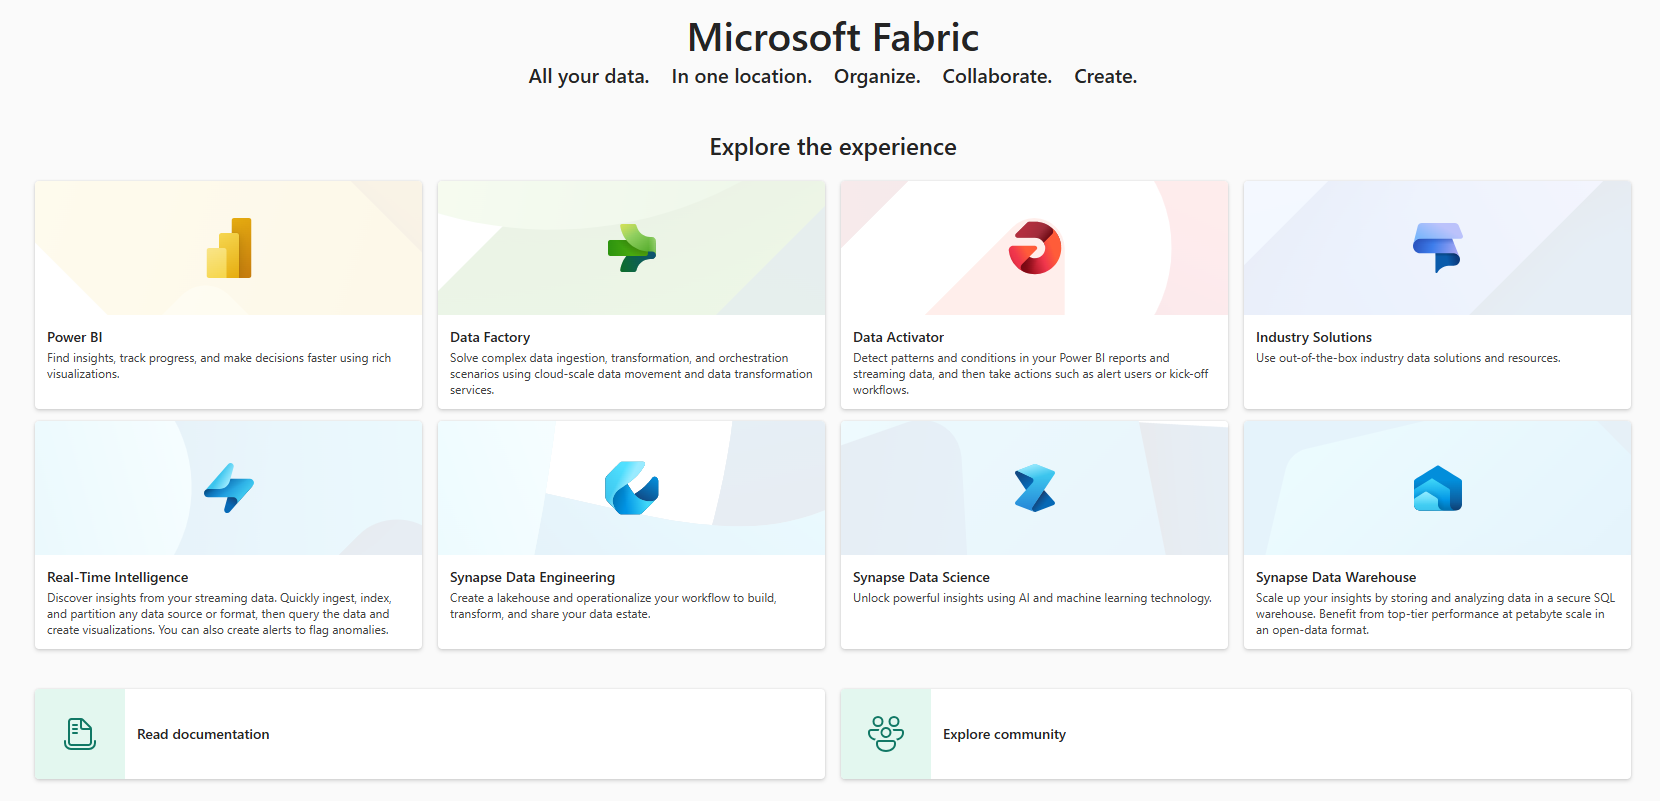 Microsoft Fabric
All your data. In one location. Organize. Collaborate. Create.
Explore the experience
Power BI
Find insights, track progress, and make decisions faster using rich
visualizations.
Data Factory
Solve complex data ingestion, transformation, and orchestration
scenarios using cloud-scale data movement and data transformation
services.
Data Activator
Detect patterns and conditions in your Power BI reports and
streaming data, and then take actions such as alert users or kick-off
workflows.
Industry Solutions
Use out-of-the-box industry data solutions and resources.
Real-Time Intelligence
Discover insights from your streaming data. Quickly ingest, index,
and partition any data source or format, then query the data and
create visualizations. You can also create alerts to flag anomalies.
Synapse Data Engineering
Create a lakehouse and operationalize your workflow to build,
transform, and share your data estate.
Synapse Data Science
Unlock powerful insights using AI and machine learning technology.
Synapse Data Warehouse
Scale up your insights by storing and analyzing data in a secure SQL
warehouse. Benefit from top-tier performance at petabyte scale in
an open-data format.
Read documentation
Explore community